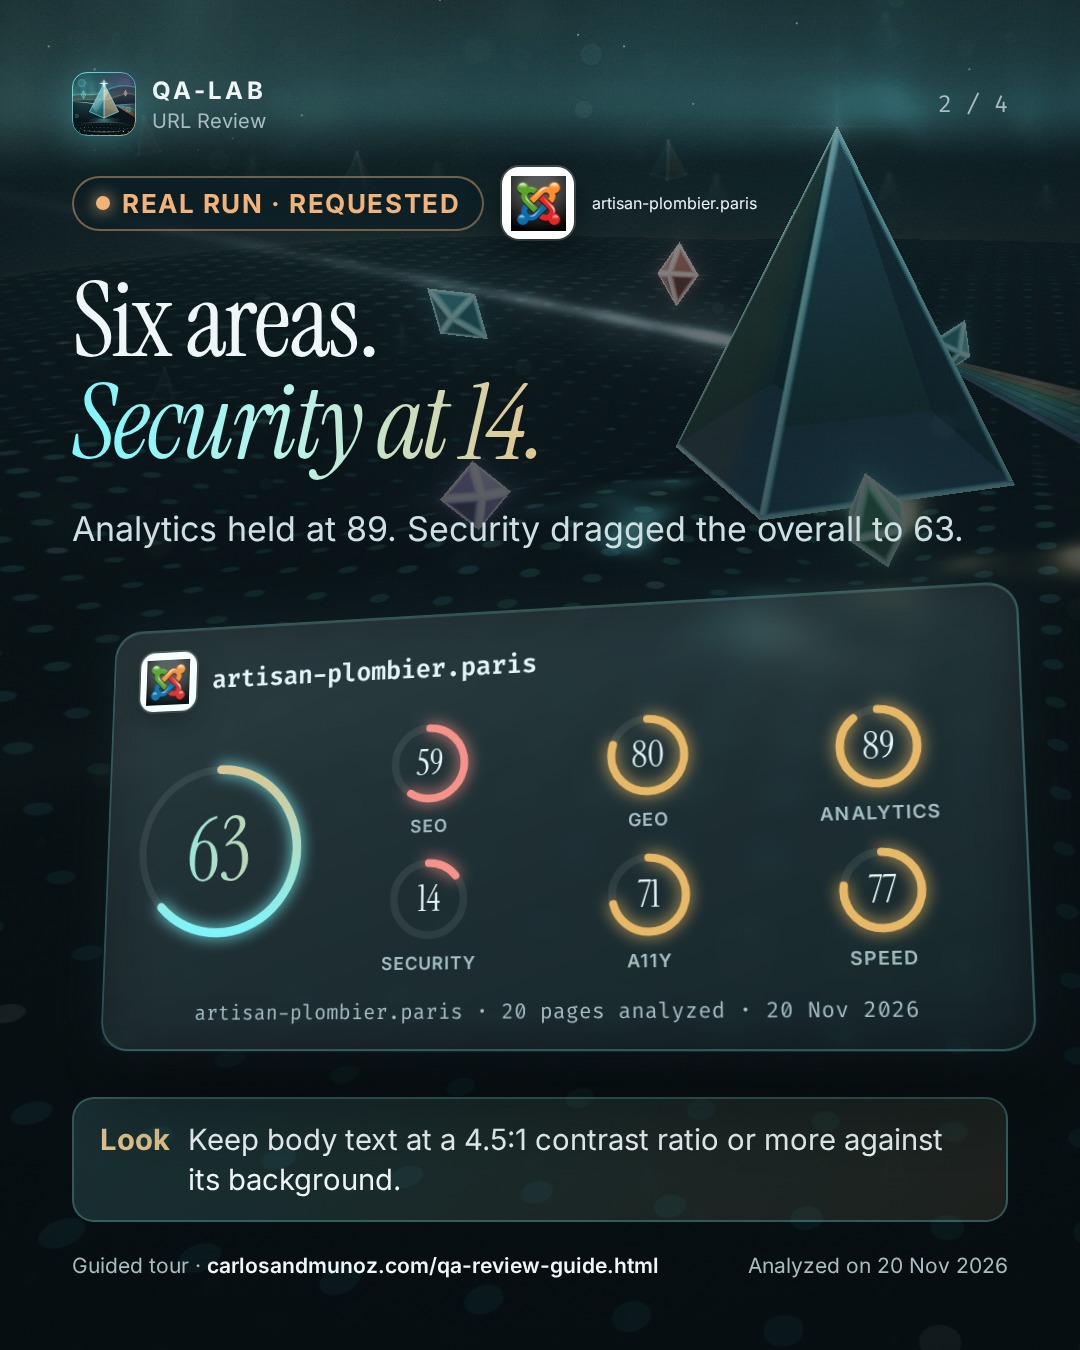 QA-LAB
URL Review
2 / 4
REAL RUN · REQUESTED
artisan-plombier.paris
Six areas.
Security at 14.
Analytics held at 89. Security dragged the overall to 63.
artisan-plombier.paris
63
59
SEO
80
GEO
89
ANALYTICS
14
SECURITY
71
A11Y
77
SPEED
artisan-plombier.paris · 20 pages analyzed · 20 Nov 2026
Look Keep body text at a 4.5:1 contrast ratio or more against
its background.
Guided tour · carlosandmunoz.com/qa-review-guide.html
Analyzed on 20 Nov 2026